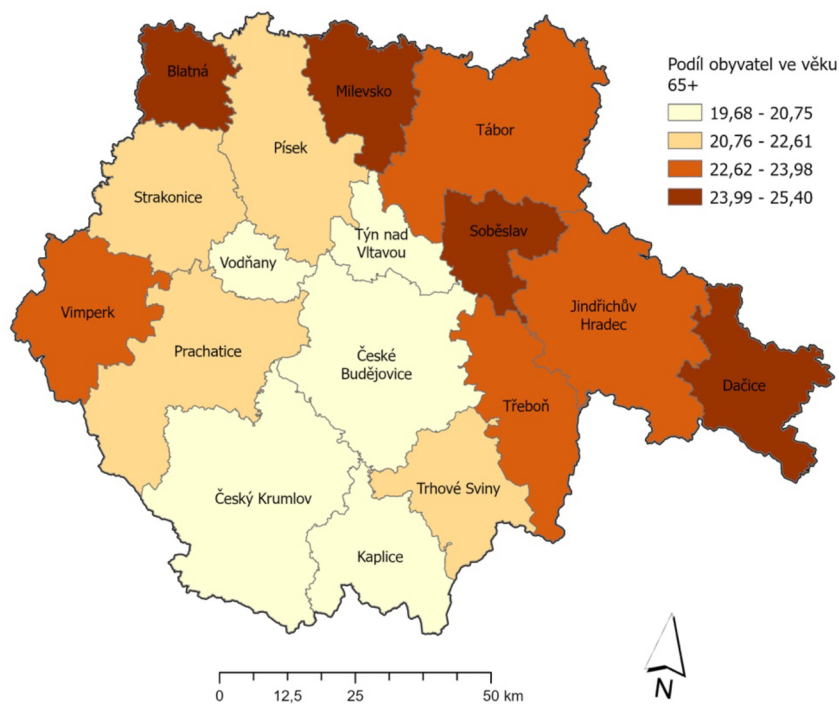 Podíl obyvatel ve věku
65+
19,68 - 20,75
20,76 - 22,61
22,62 - 23,98
23,99 - 25,40
Blatná
Milevsko
Tábor
Písek
Strakonice
Týn nad
Vltavou
Soběslav
Vodňany
Vimperk
Jindřichův
Hradec
Prachatice
České
Budějovice
Dačice
Třeboň
Trhové Sviny
Český Krumlov
Kaplice
0 12,5 25 50 km
N